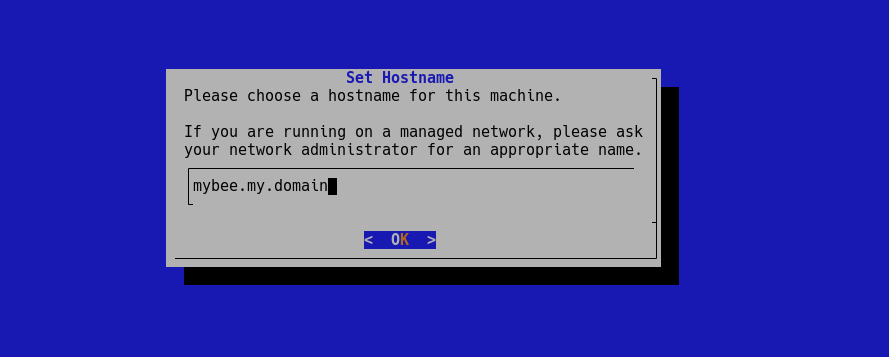 Set Hostname
Please choose a hostname for this machine.
If you are running on a managed network, please ask
your network administrator for an appropriate name.
mybee.my.domain
<  OK  >